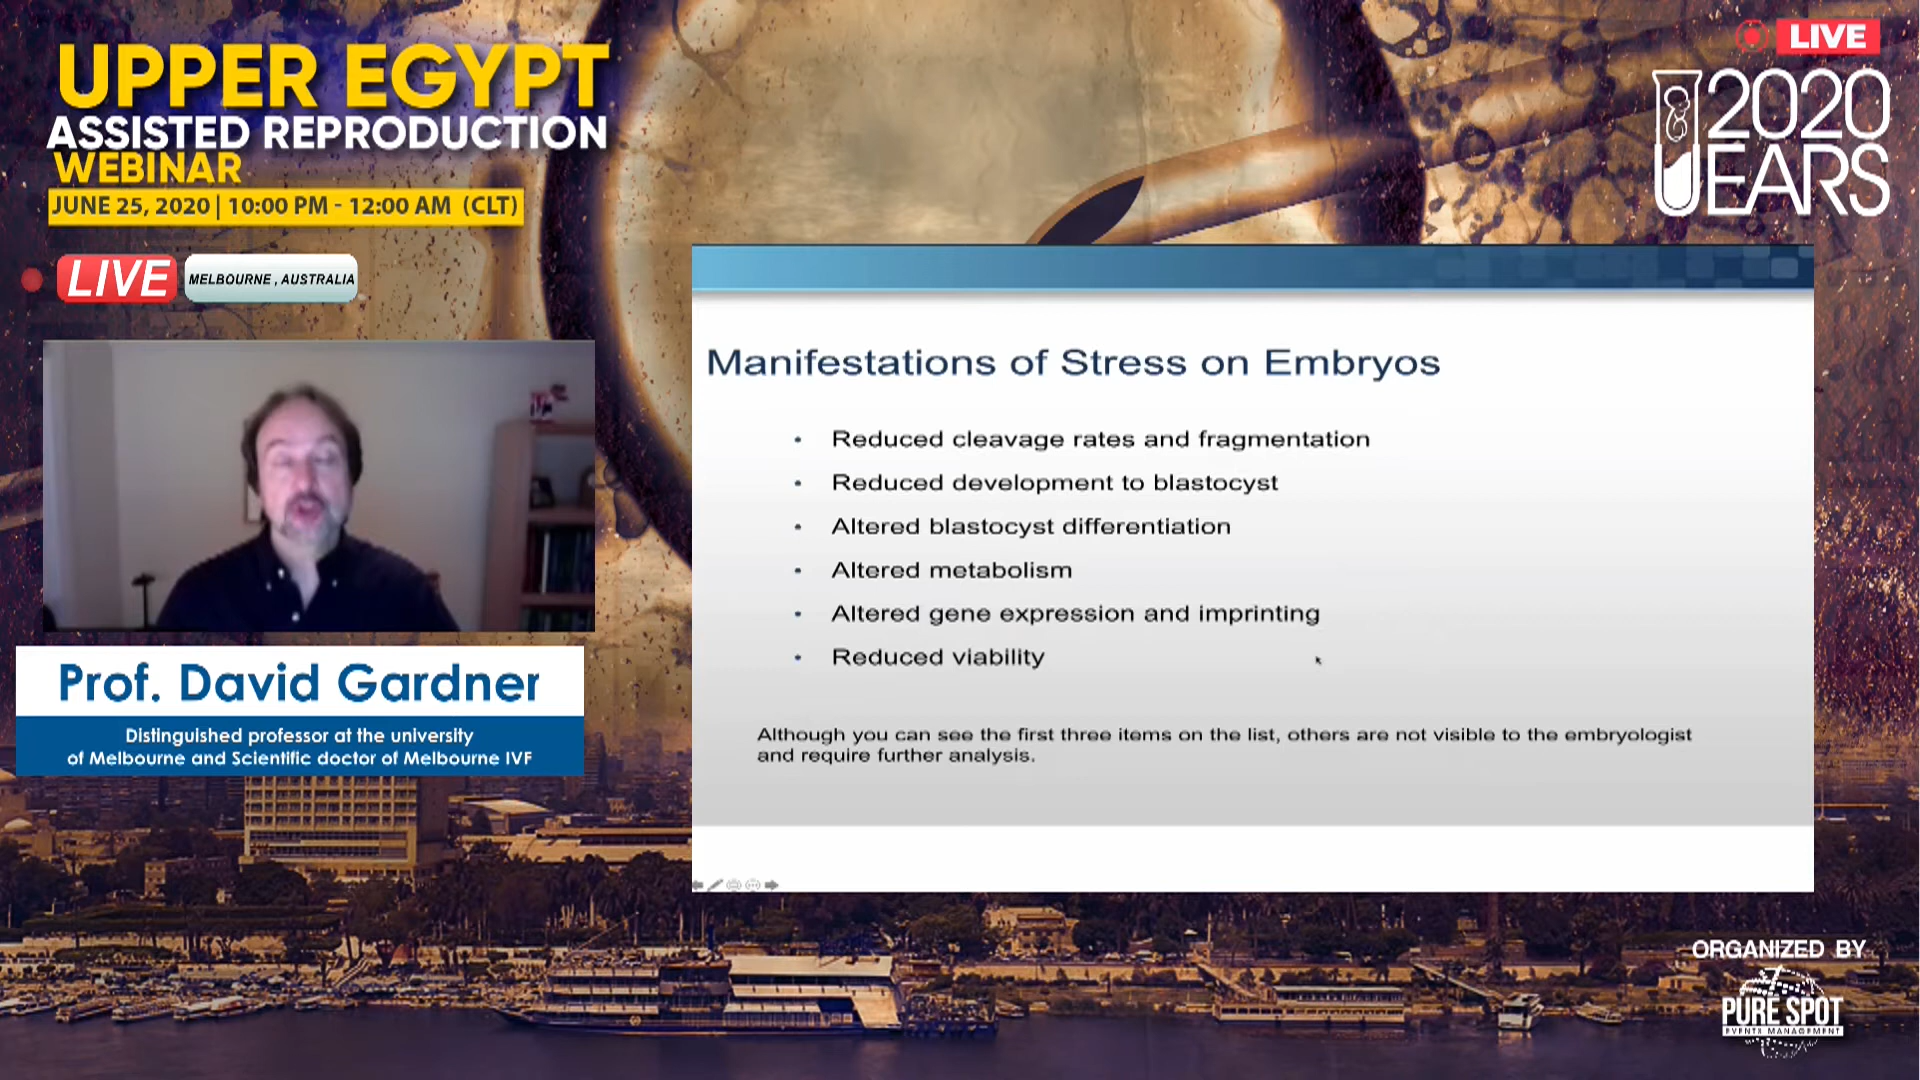 UPPER EGYPT
ASSISTED REPRODUCTION
WEBINAR
JUNE 25, 2020 | 10:00 PM - 12:00 AM (CLT)
LIVE
MELBOURNE , AUSTRALIA
Prof. David Gardner
Distinguished professor at the university
of Melbourne and Scientific doctor of Melbourne IVF
LIVE
2020
UEARS
Manifestations of Stress on Embryos
• Reduced cleavage rates and fragmentation
• Reduced development to blastocyst
• Altered blastocyst differentiation
• Altered metabolism
• Altered gene expression and imprinting
• Reduced viability
Although you can see the first three items on the list, others are not visible to the embryologist
and require further analysis.
ORGANIZED BY
PURE SPOT
EVENTS MANAGEMENT